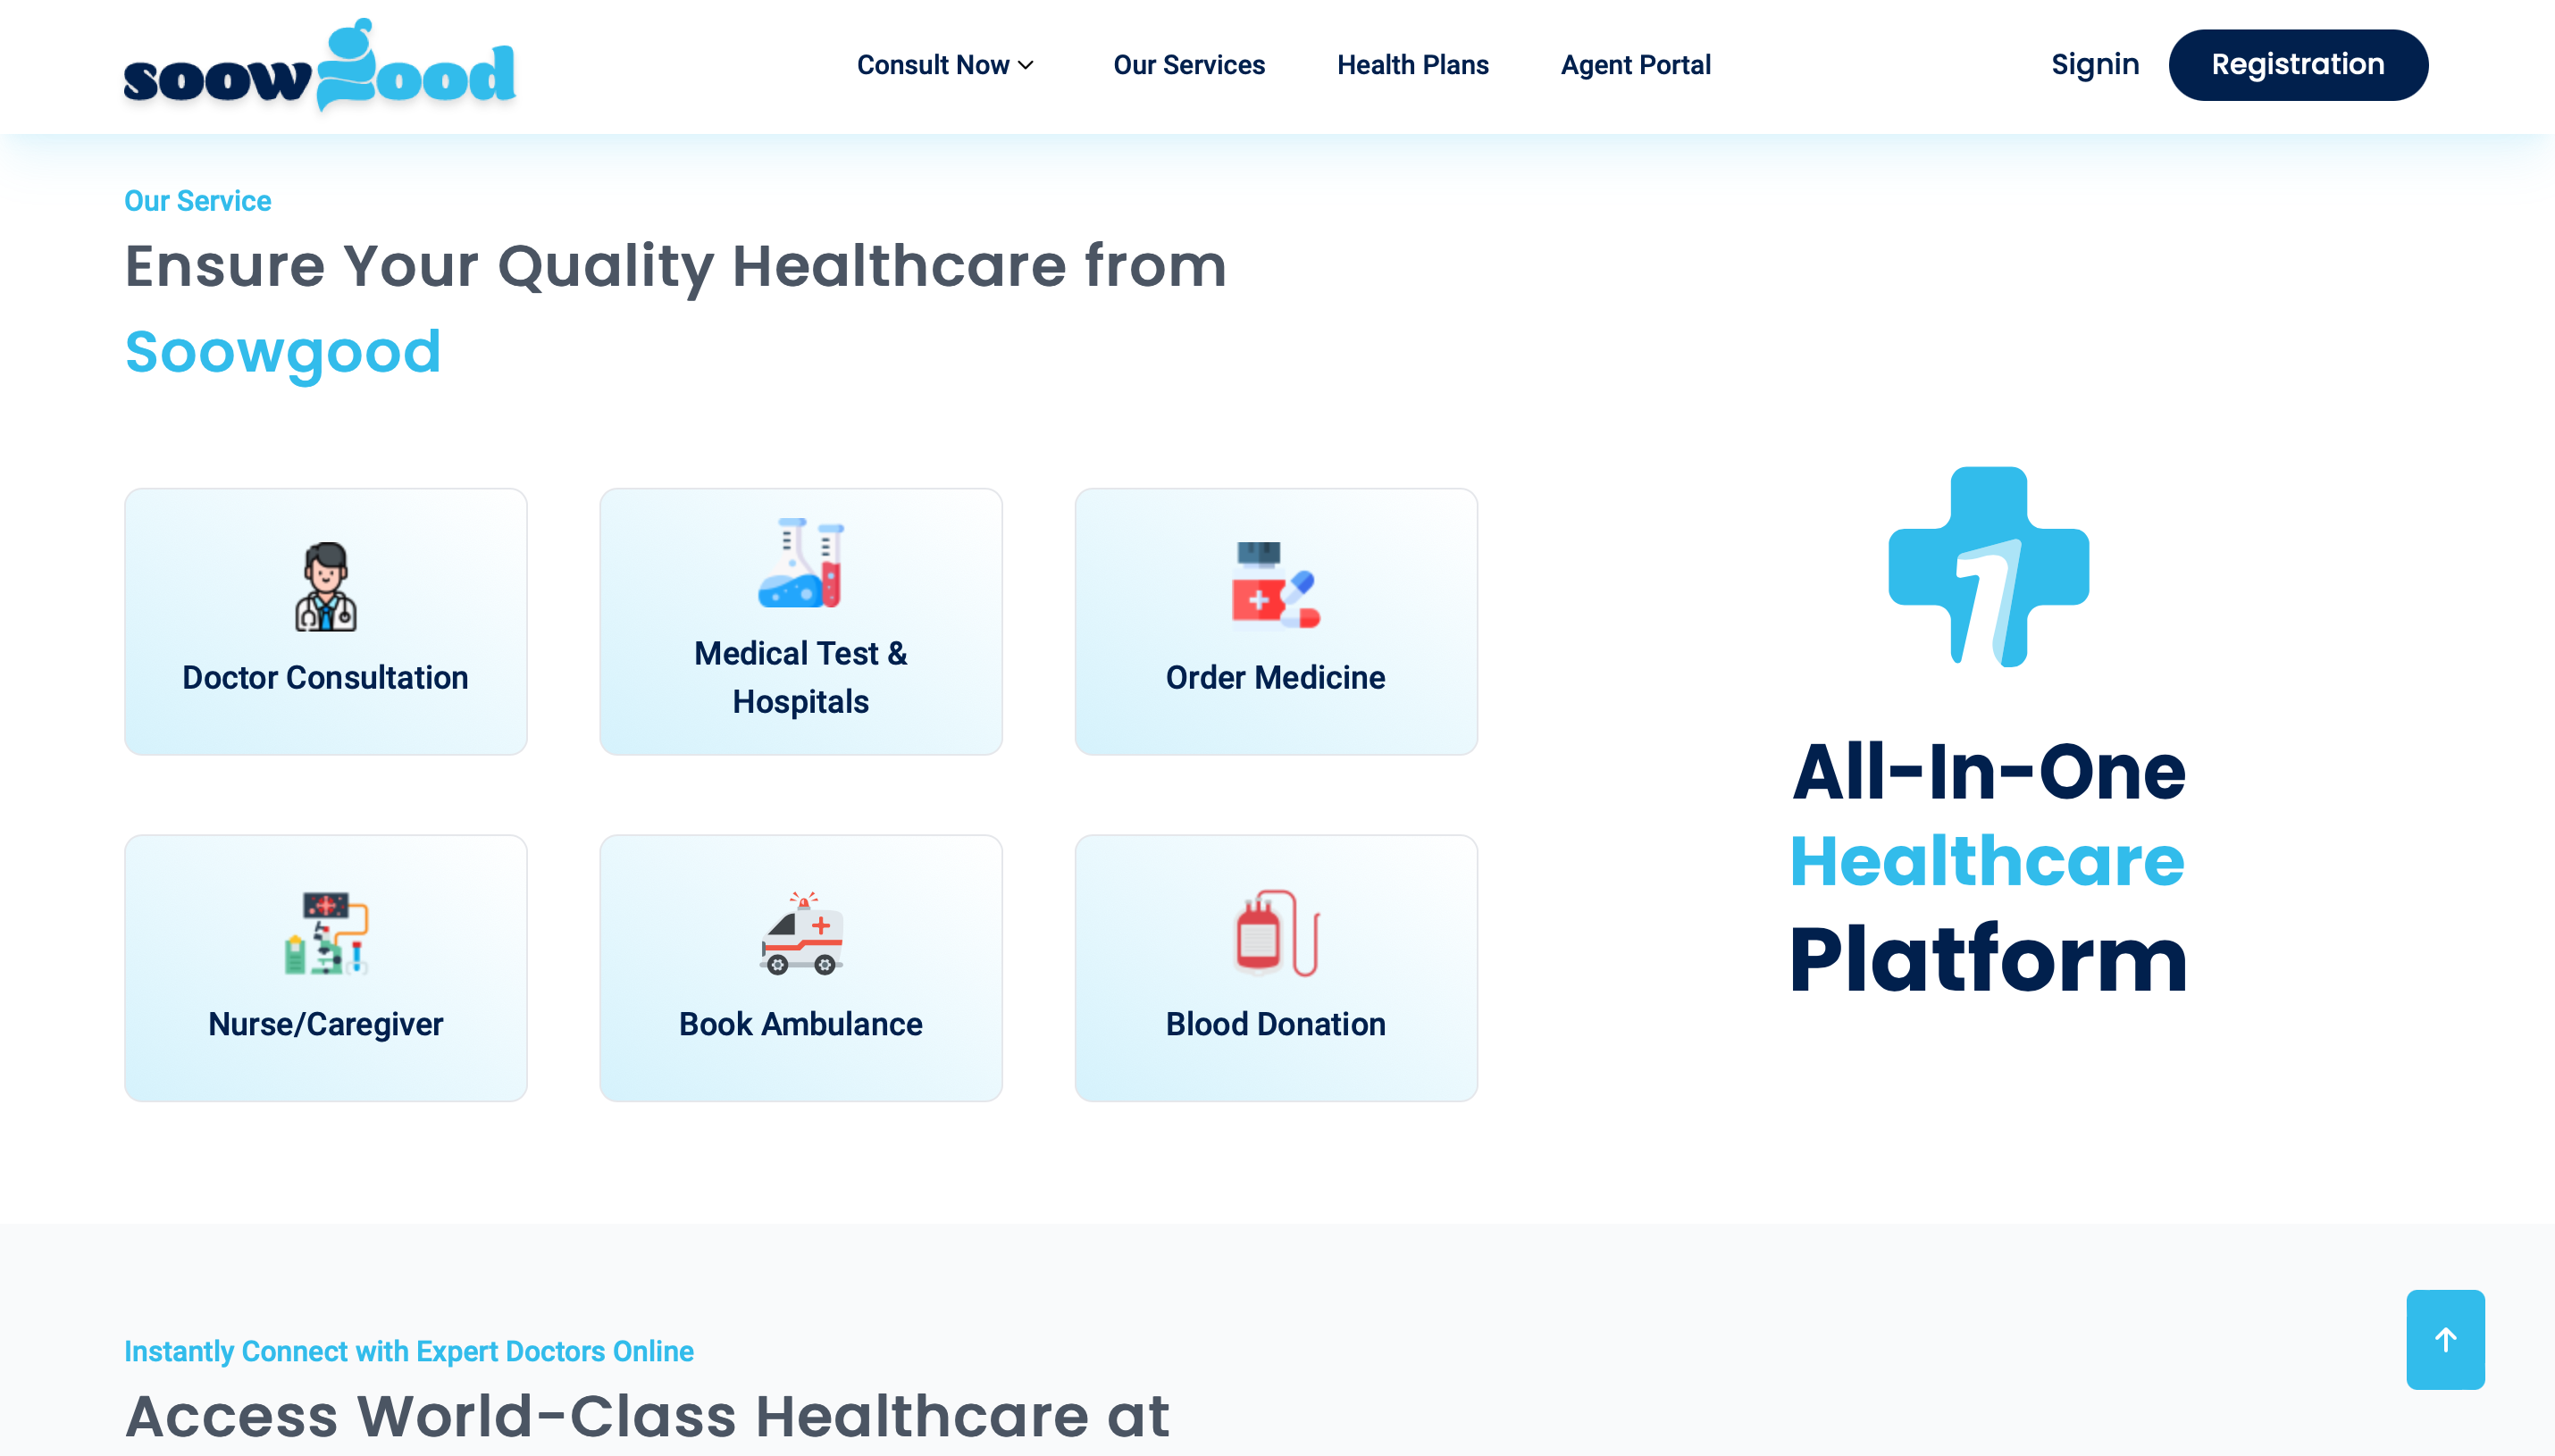 soowgood
Consult Now
Our Services
Health Plans
Agent Portal
Signin
Registration
Our Service
Ensure Your Quality Healthcare from
Soowgood
Doctor Consultation
Medical Test &
Hospitals
Order Medicine
Nurse/Caregiver
Book Ambulance
Blood Donation
1
All-In-One
Healthcare
Platform
Instantly Connect with Expert Doctors Online
Access World-Class Healthcare at